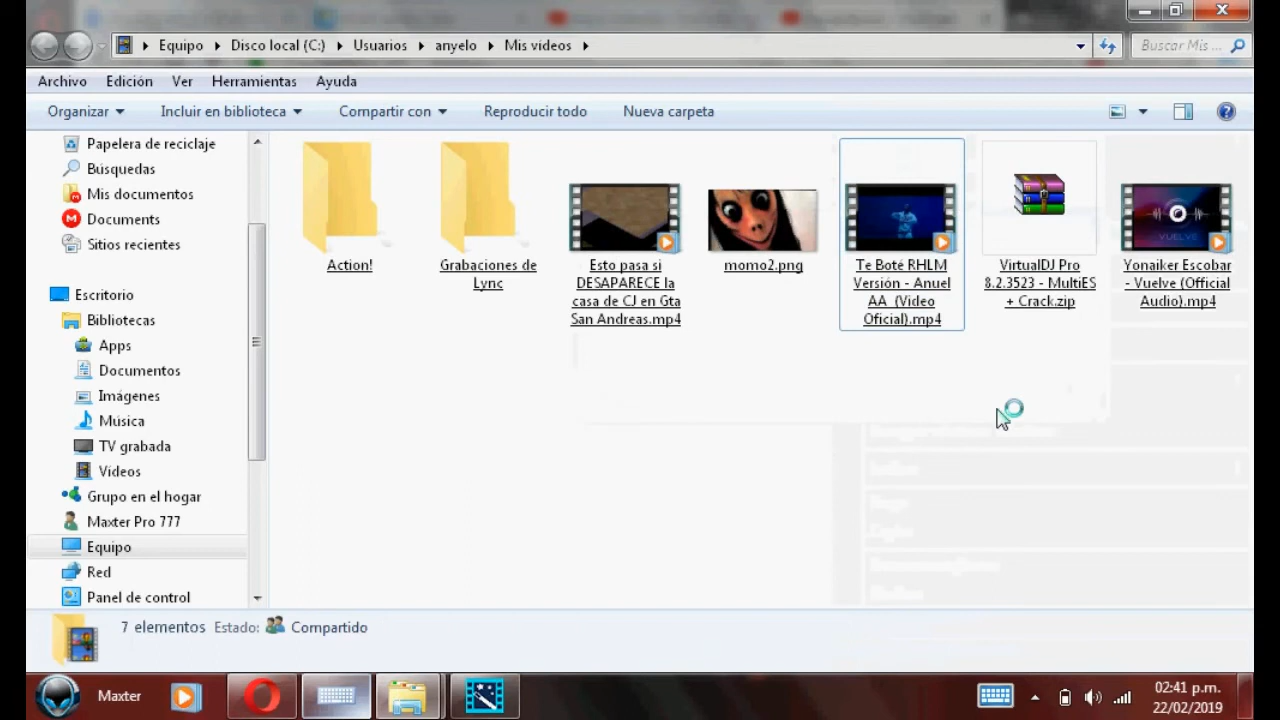 Equipo Disco local (C:) Usuarios anyelo Mis videos
Buscar Mis ...
Archivo Edición Ver Herramientas Ayuda
Organizar Incluir en biblioteca Compartir con Reproducir todo Nueva carpeta
Papelera de reciclaje
Búsquedas
Mis documentos
Documents
Sitios recientes
Escritorio
Bibliotecas
Apps
Documentos
Imágenes
Música
TV grabada
Vídeos
Grupo en el hogar
Maxter Pro 777
Equipo
Red
Panel de control
Action!
Grabaciones de
Lync
Esto pasa si
DESAPARECE la
casa de CJ en Gta
San Andreas.mp4
momo2.png
Te Boté RHLM
Versión - Anuel
AA (Video
Oficial).mp4
VirtualDJ Pro
8.2.3523 - MultiES
+ Crack.zip
VUELVE
Yonaiker Escobar
- Vuelve (Official
Audio).mp4
7 elementos Estado: Compartido
Maxter
02:41 p.m.
22/02/2019